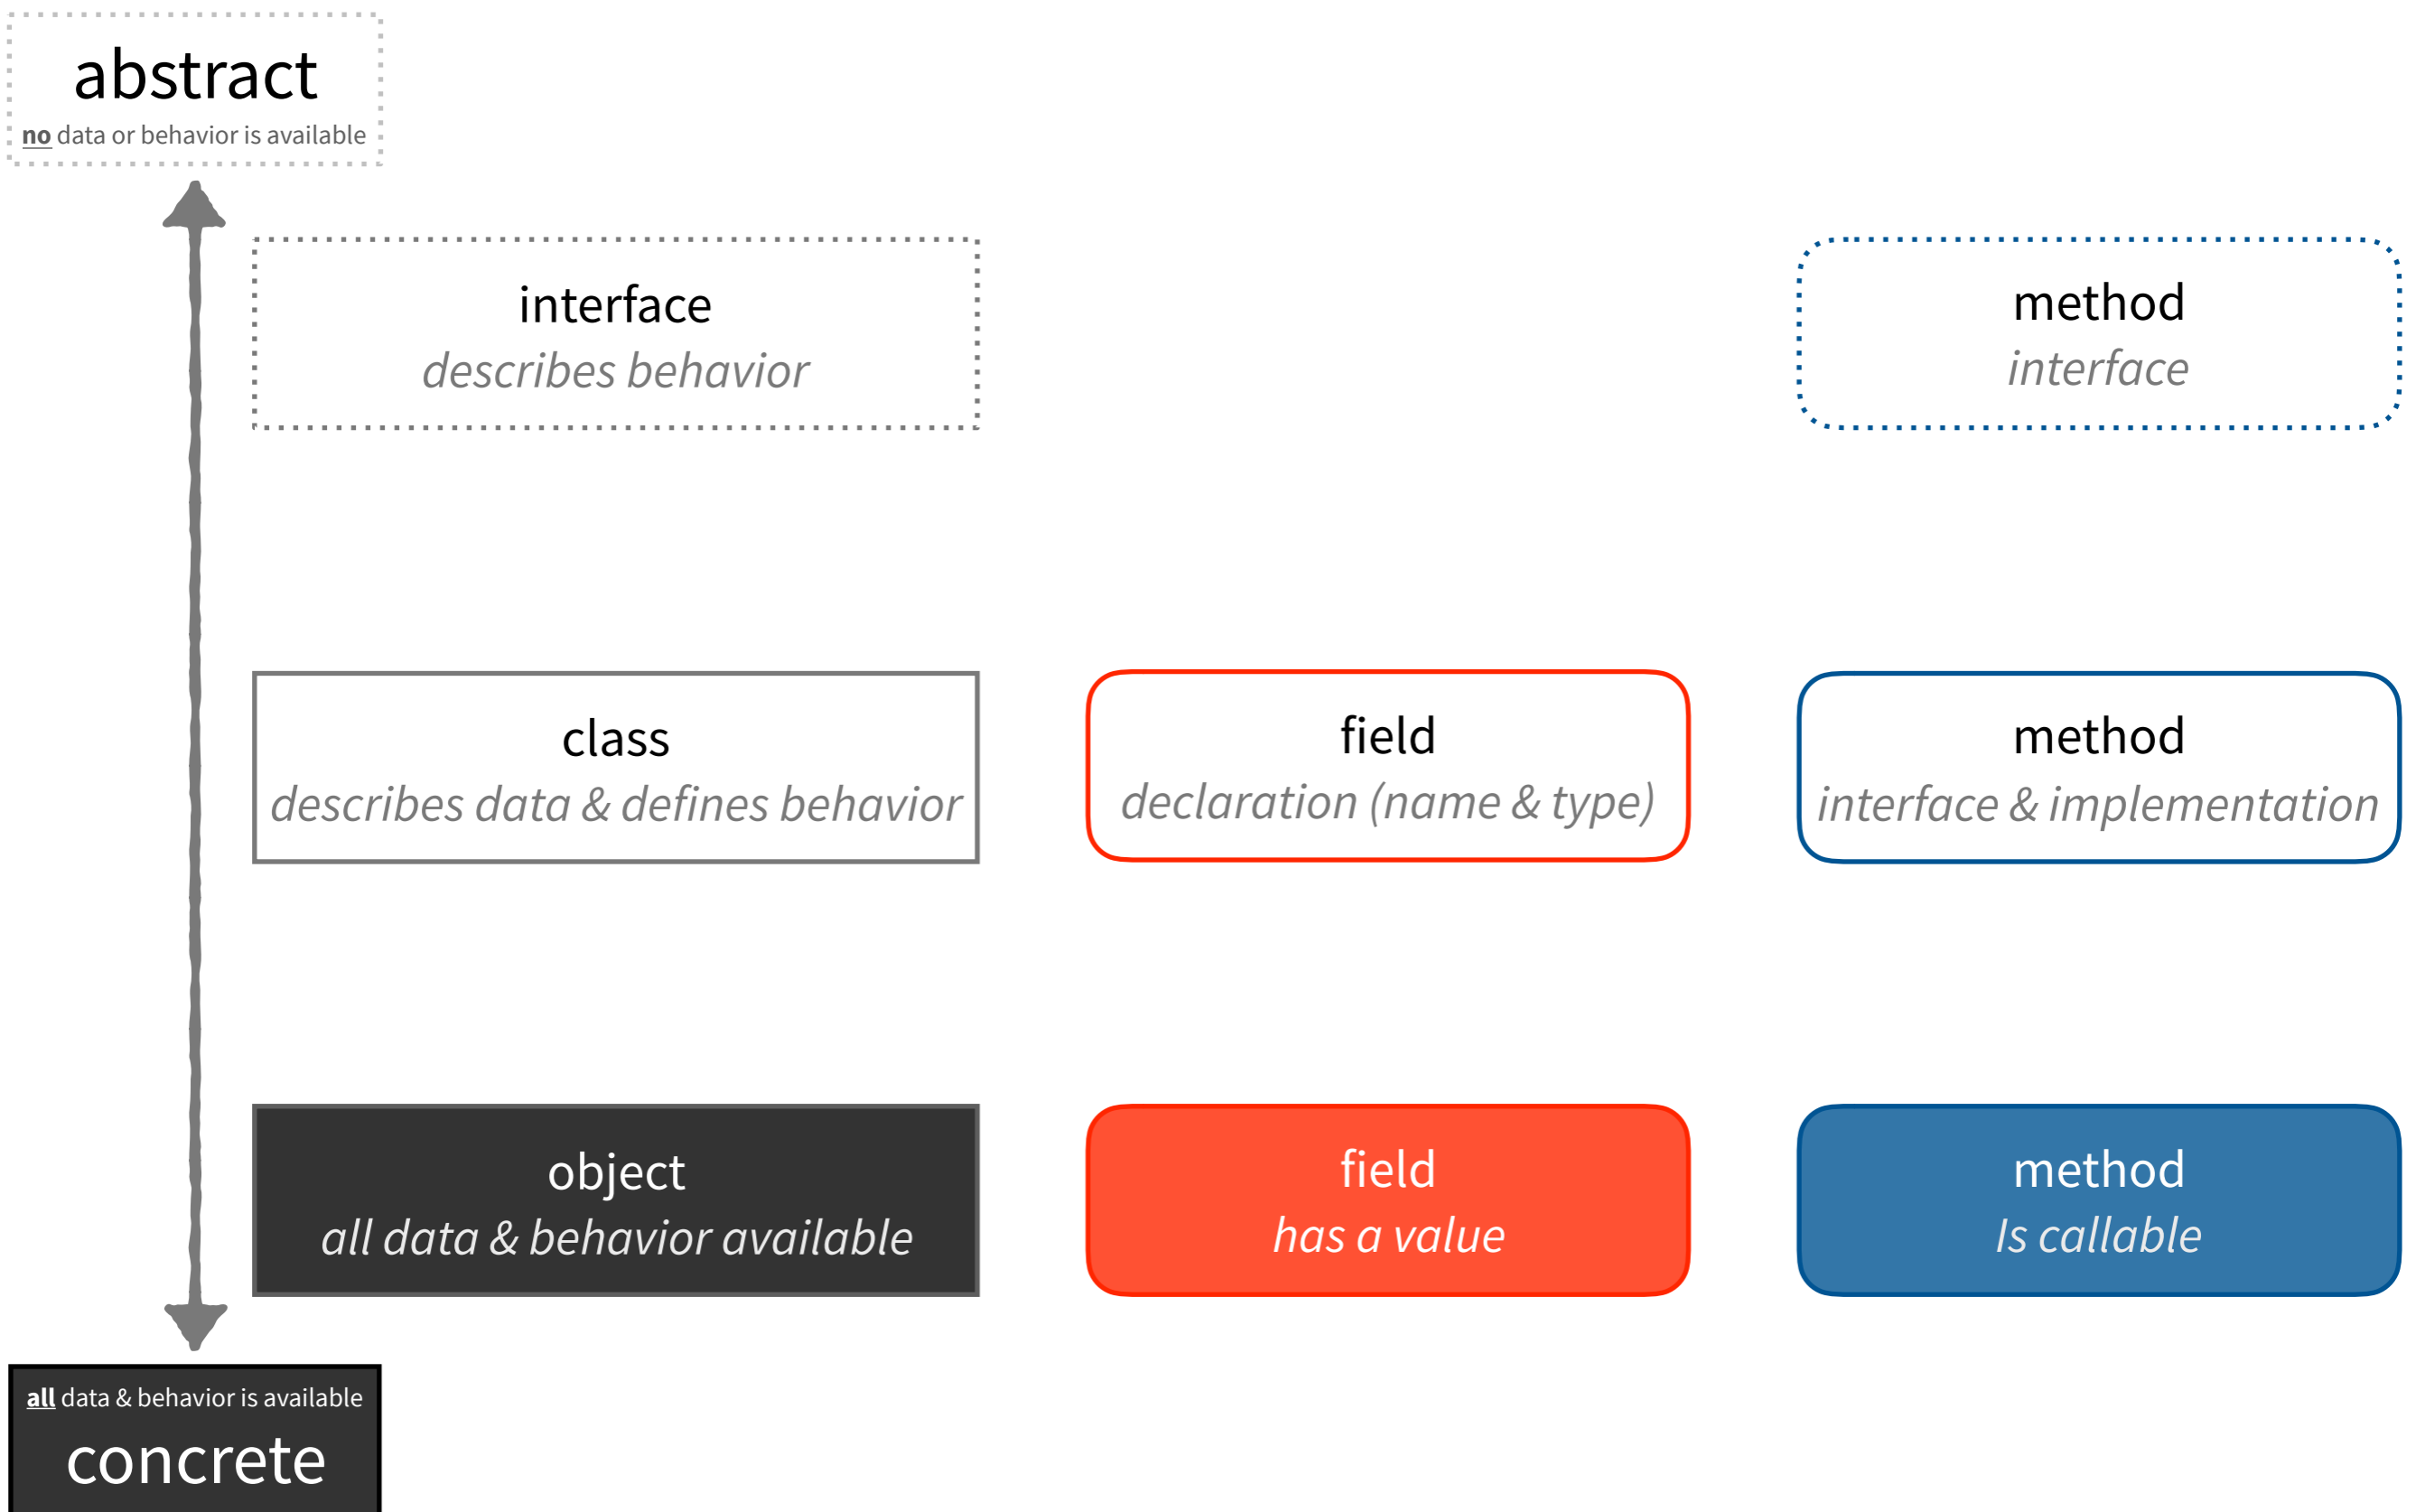 abstract
no data or behavior is available
interface
describes behavior
method
interface
class
describes data & defines behavior
field
declaration (name & type)
method
interface & implementation
object
all data & behavior available
field
has a value
method
Is callable
all data & behavior is available
concrete